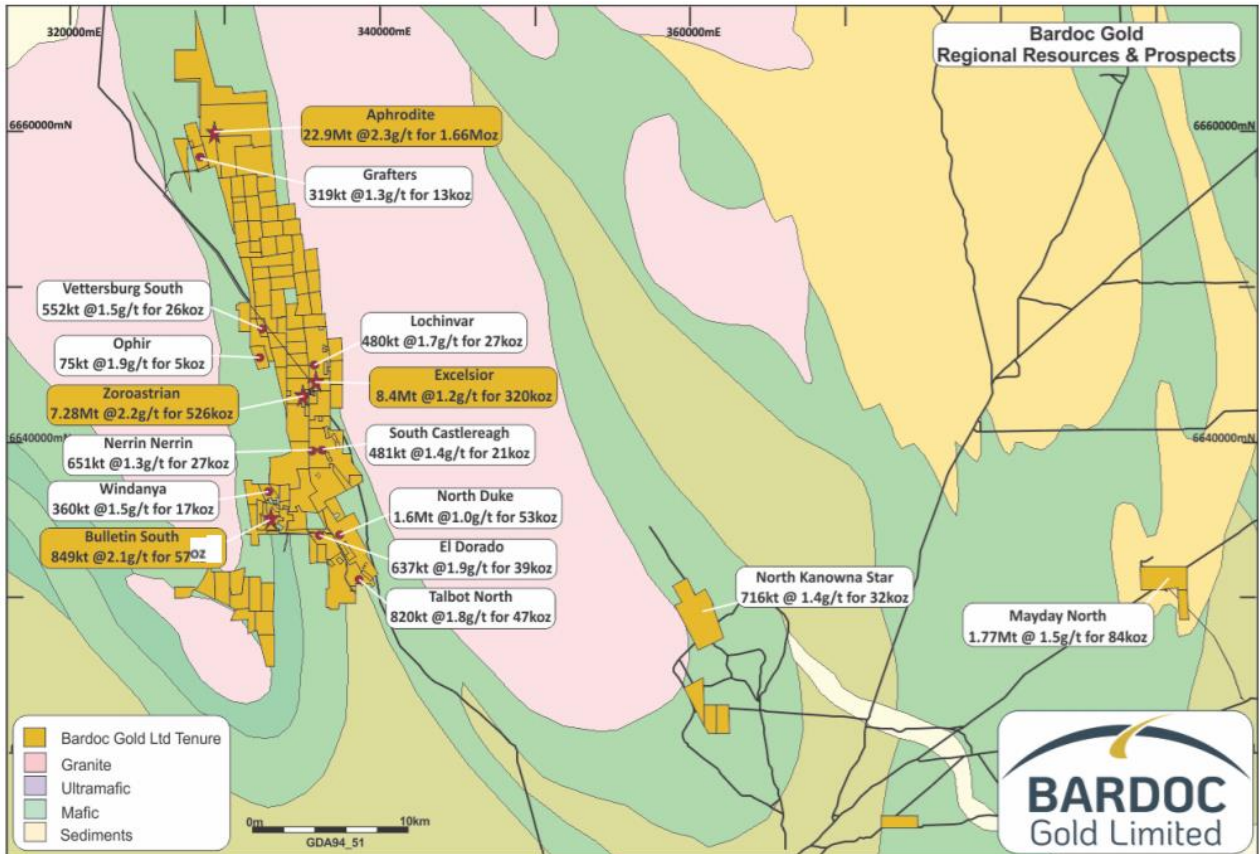 320000mE
340000mE
360000mE
Bardoc Gold
Regional Resources & Prospects
6660000mN
6660000mN
Aphrodite
22.9Mt @2.3g/t for 1.66Moz
Grafters
319kt @1.3g/t for 13koz
Vettersburg South
552kt @1.5g/t for 26koz
Lochinvar
480kt @1.7g/t for 27koz
Ophir
75kt @1.9g/t for 5koz
Zoroastrian
7.28Mt @2.2g/t for 526koz
Excelsior
8.4Mt @1.2g/t for 320koz
6640000mN
6640000mN
Nerrin Nerrin
651kt @1.3g/t for 27koz
South Castlereagh
481kt @1.4g/t for 21koz
Windanya
360kt @1.5g/t for 17koz
North Duke
1.6Mt @1.0g/t for 53koz
Bulletin South
849kt @2.1g/t for 57oz
El Dorado
637kt @1.9g/t for 39koz
Talbot North
820kt @1.8g/t for 47koz
North Kanowna Star
716kt @ 1.4g/t for 32koz
Mayday North
1.77Mt @ 1.5g/t for 84koz
Bardoc Gold Ltd Tenure
Granite
Ultramafic
Mafic
Sediments
0m
10km
GDA94_51
BARDOC
Gold Limited